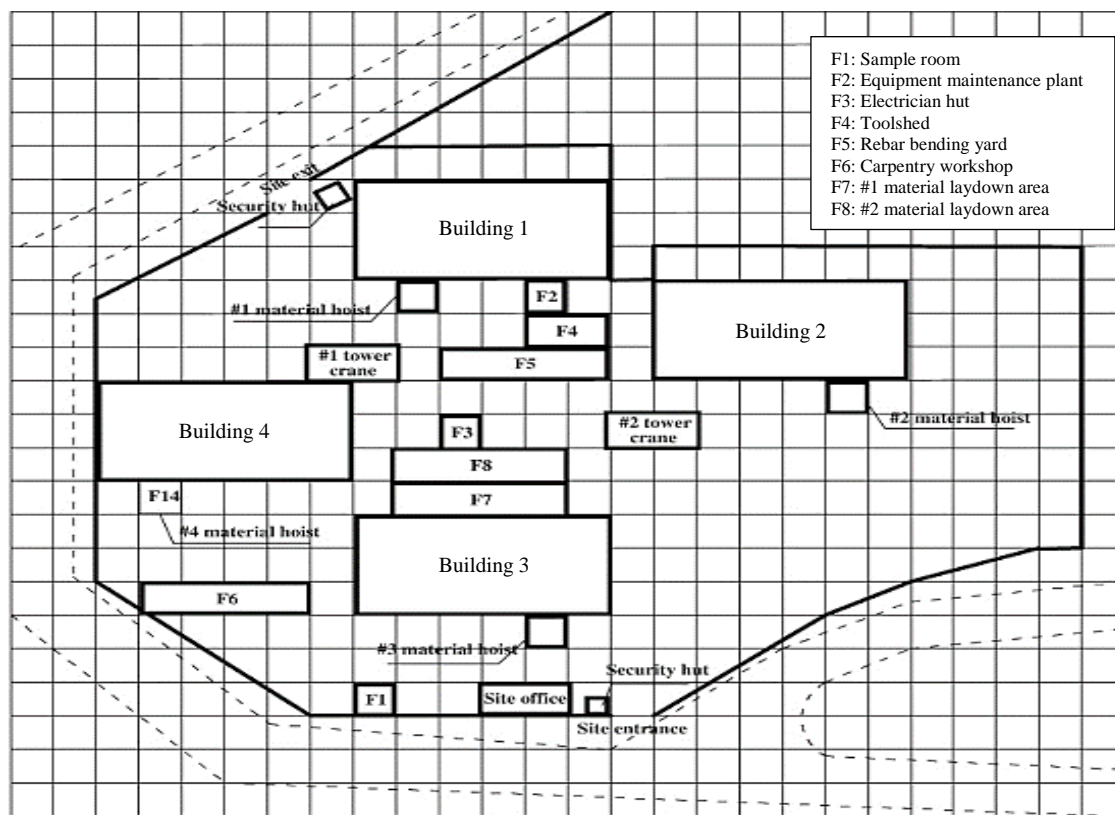 F1: Sample room
F2: Equipment maintenance plant
F3: Electrician hut
F4: Toolshed
F5: Rebar bending yard
F6: Carpentry workshop
F7: #1 material laydown area
F8: #2 material laydown area
Site exit
Security hut
Building 1
#1 material hoist
F2
F4
Building 2
#1 tower
crane
F5
#2 material hoist
Building 4
F3
#2 tower
crane
F8
F14
F7
#4 material hoist
Building 3
F6
#3 material hoist
Security hut
F1
Site office
Site entrance